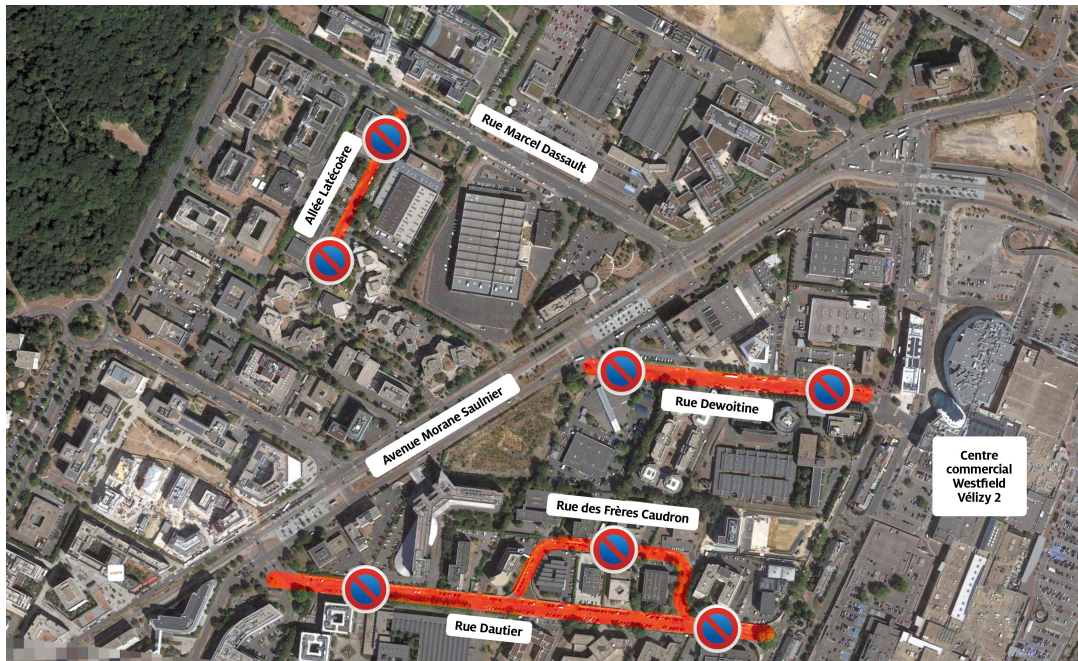 Rue Marcel Dassault
Allée Latécoère
Avenue Morane Saulnier
Rue Dewoitine
Centre
commercial
Westfield
Vélizy 2
Rue des Frères Caudron
Rue Dautier